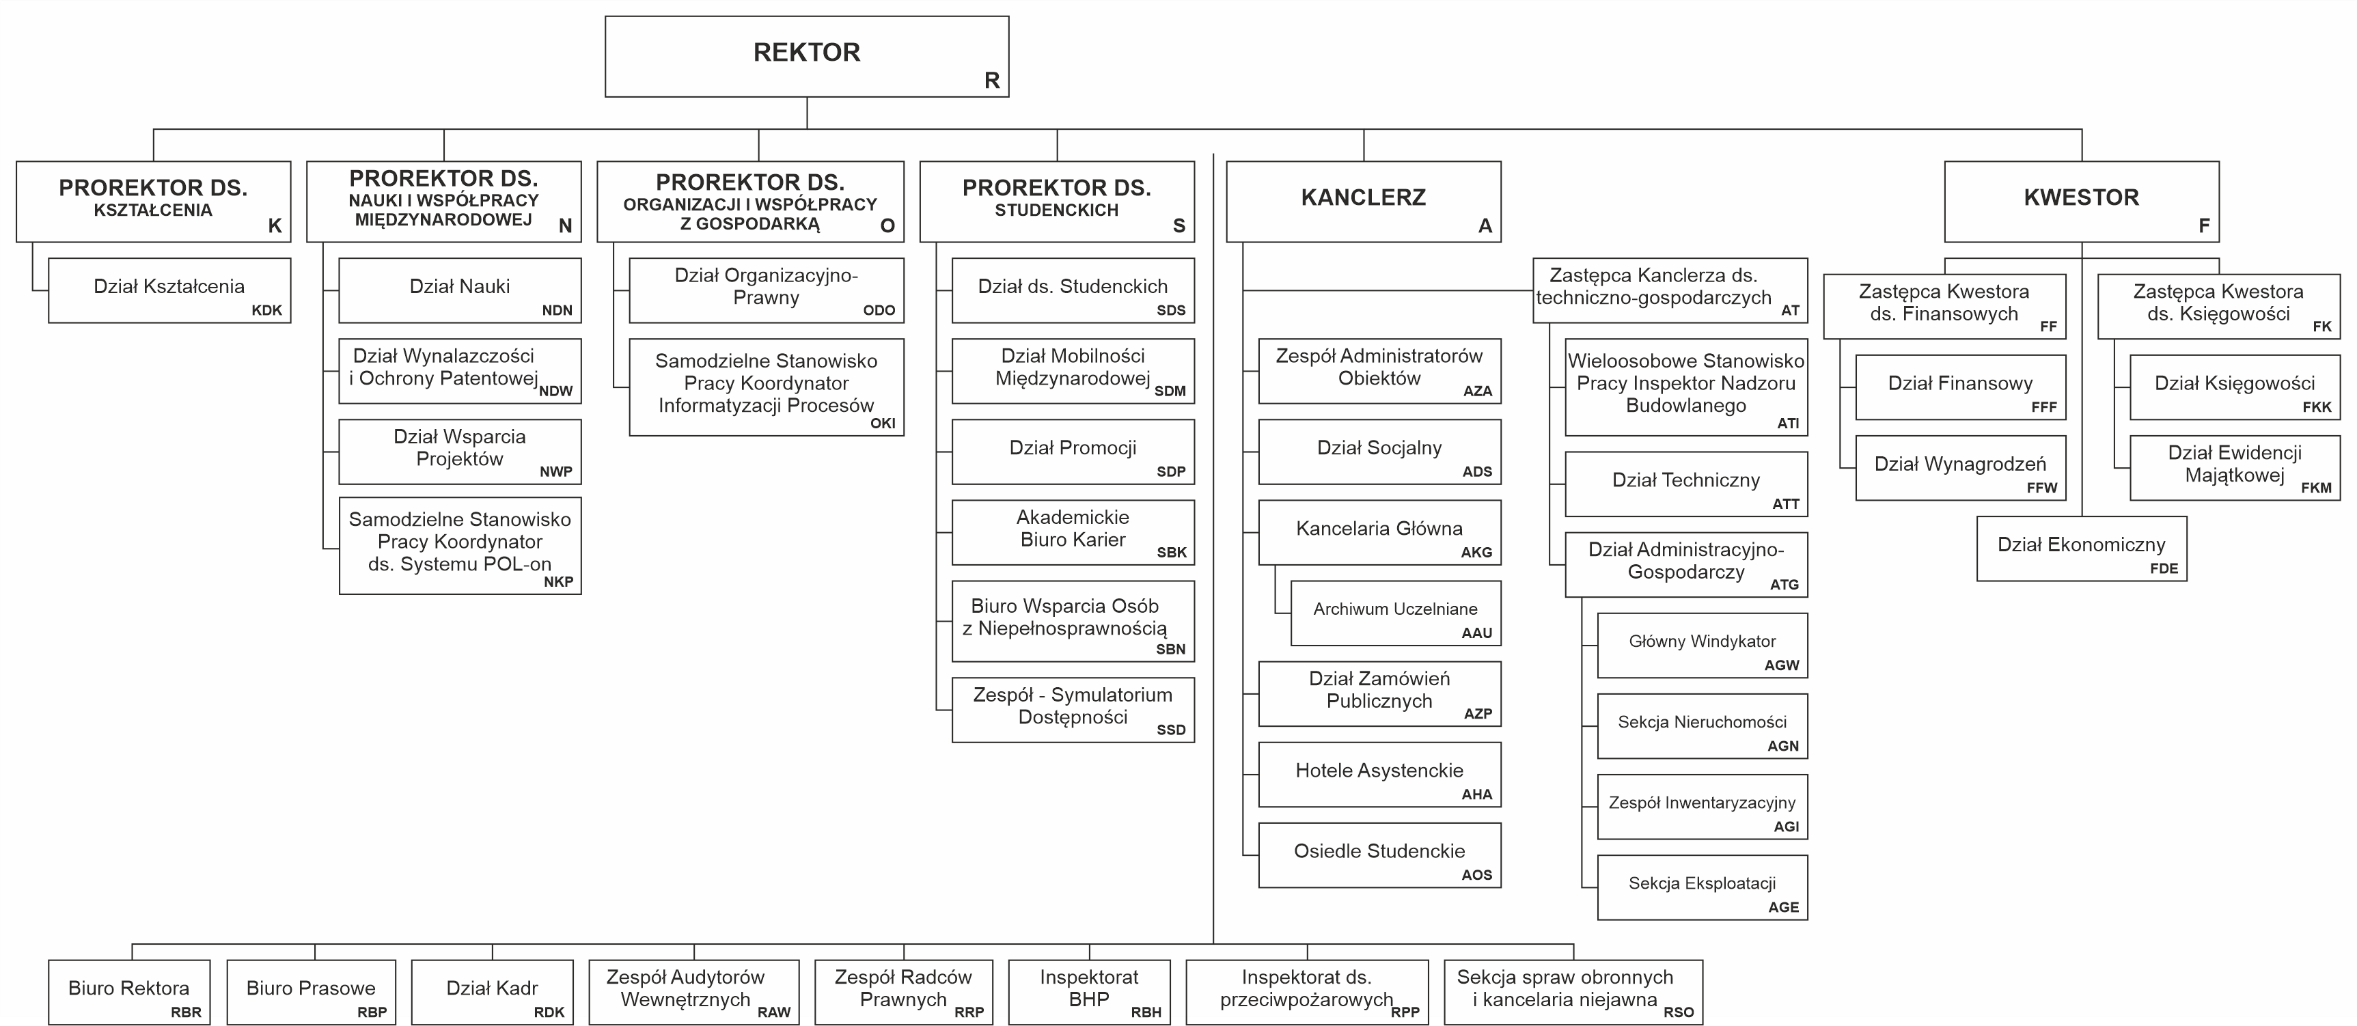 REKTOR
R
PROREKTOR DS.
KSZTAŁCENIA
K
Dział Kształcenia
KDK
PROREKTOR DS.
NAUKI I WSPÓŁPRACY
MIĘDZYNARODOWEJ
N
Dział Nauki
NDN
Dział Wynalazczości
i Ochrony Patentowej
NDW
Dział Wsparcia
Projektów
NWP
Samodzielne Stanowisko
Pracy Koordynator
ds. Systemu POL-on
NKP
PROREKTOR DS.
ORGANIZACJI I WSPÓŁPRACY
Z GOSPODARKĄ
O
Dział Organizacyjno-
Prawny
ODO
Samodzielne Stanowisko
Pracy Koordynator
Informatyzacji Procesów
OKI
PROREKTOR DS.
STUDENCKICH
S
Dział ds. Studenckich
SDS
Dział Mobilności
Międzynarodowej
SDM
Dział Promocji
SDP
Akademickie
Biuro Karier
SBK
Biuro Wsparcia Osób
z Niepełnosprawnością
SBN
Zespół - Symulatorium
Dostępności
SSD
KANCLERZ
A
Zespół Administratorów
Obiektów
AZA
Dział Socjalny
ADS
Kancelaria Główna
AKG
Archiwum Uczelniane
AAU
Dział Zamówień
Publicznych
AZP
Hotele Asystenckie
AHA
Osiedle Studenckie
AOS
Zastępca Kanclerza ds.
techniczno-gospodarczych
AT
Wieloosobowe Stanowisko
Pracy Inspektor Nadzoru
Budowlanego
ATI
Dział Techniczny
ATT
Dział Administracyjno-
Gospodarczy
ATG
Główny Windykator
AGW
Sekcja Nieruchomości
AGN
Zespół Inwentaryzacyjny
AGI
Sekcja Eksploatacji
AGE
KWESTOR
F
Zastępca Kwestora
ds. Finansowych
FF
Dział Finansowy
FFF
Dział Wynagrodzeń
FFW
Zastępca Kwestora
ds. Księgowości
FK
Dział Księgowości
FKK
Dział Ewidencji
Majątkowej
FKM
Dział Ekonomiczny
FDE
Biuro Rektora
RBR
Biuro Prasowe
RBP
Dział Kadr
RDK
Zespół Audytorów
Wewnętrznych
RAW
Zespół Radców
Prawnych
RRP
Inspektorat
BHP
RBH
Inspektorat ds.
przeciwpożarowych
RPP
Sekcja spraw obronnych
i kancelaria niejawna
RSO